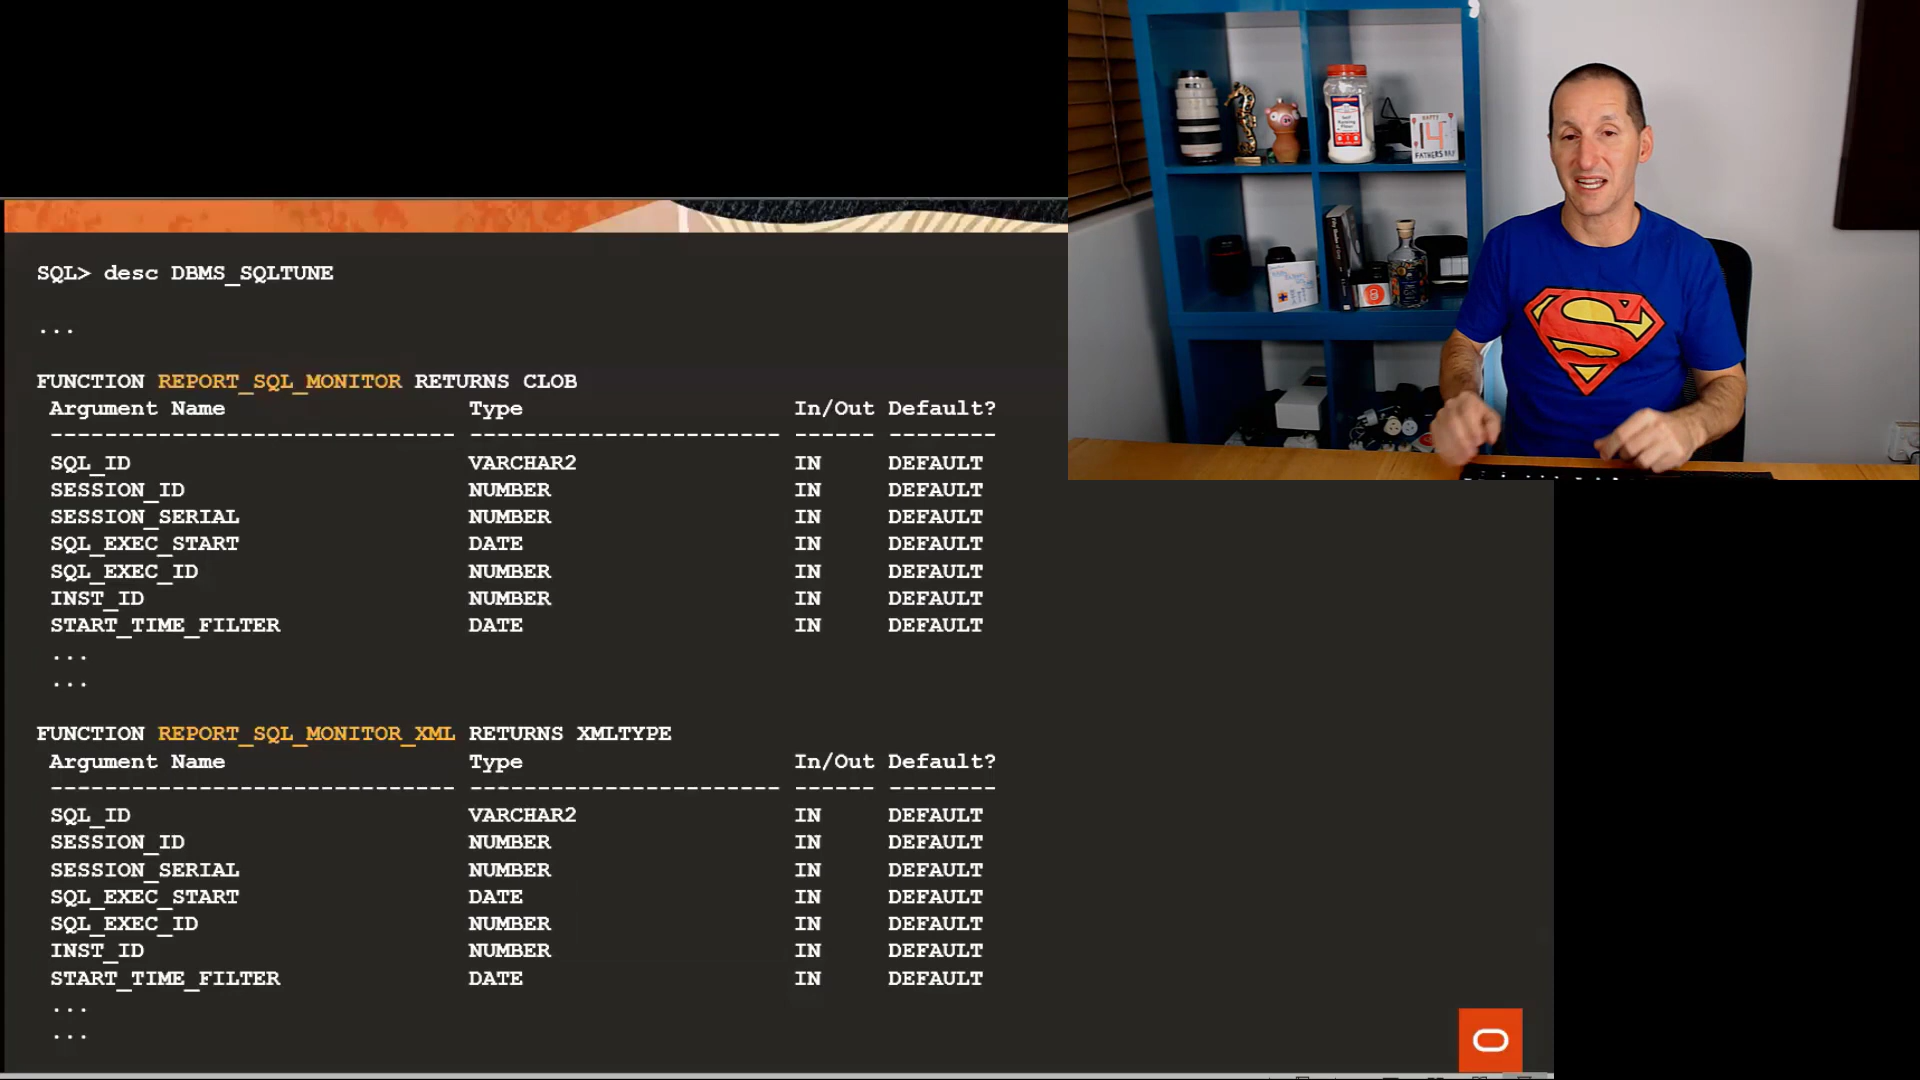 SQL> desc DBMS_SQLTUNE
...
FUNCTION REPORT_SQL_MONITOR RETURNS CLOB
Argument Name Type In/Out Default?
------------------------------ ----------------------- ------ --------
SQL_ID VARCHAR2 IN DEFAULT
SESSION_ID NUMBER IN DEFAULT
SESSION_SERIAL NUMBER IN DEFAULT
SQL_EXEC_START DATE IN DEFAULT
SQL_EXEC_ID NUMBER IN DEFAULT
INST_ID NUMBER IN DEFAULT
START_TIME_FILTER DATE IN DEFAULT
...
...
FUNCTION REPORT_SQL_MONITOR_XML RETURNS XMLTYPE
Argument Name Type In/Out Default?
------------------------------ ----------------------- ------ --------
SQL_ID VARCHAR2 IN DEFAULT
SESSION_ID NUMBER IN DEFAULT
SESSION_SERIAL NUMBER IN DEFAULT
SQL_EXEC_START DATE IN DEFAULT
SQL_EXEC_ID NUMBER IN DEFAULT
INST_ID NUMBER IN DEFAULT
START_TIME_FILTER DATE IN DEFAULT
...
...
HAPPY
14
FATHERS DAY
S